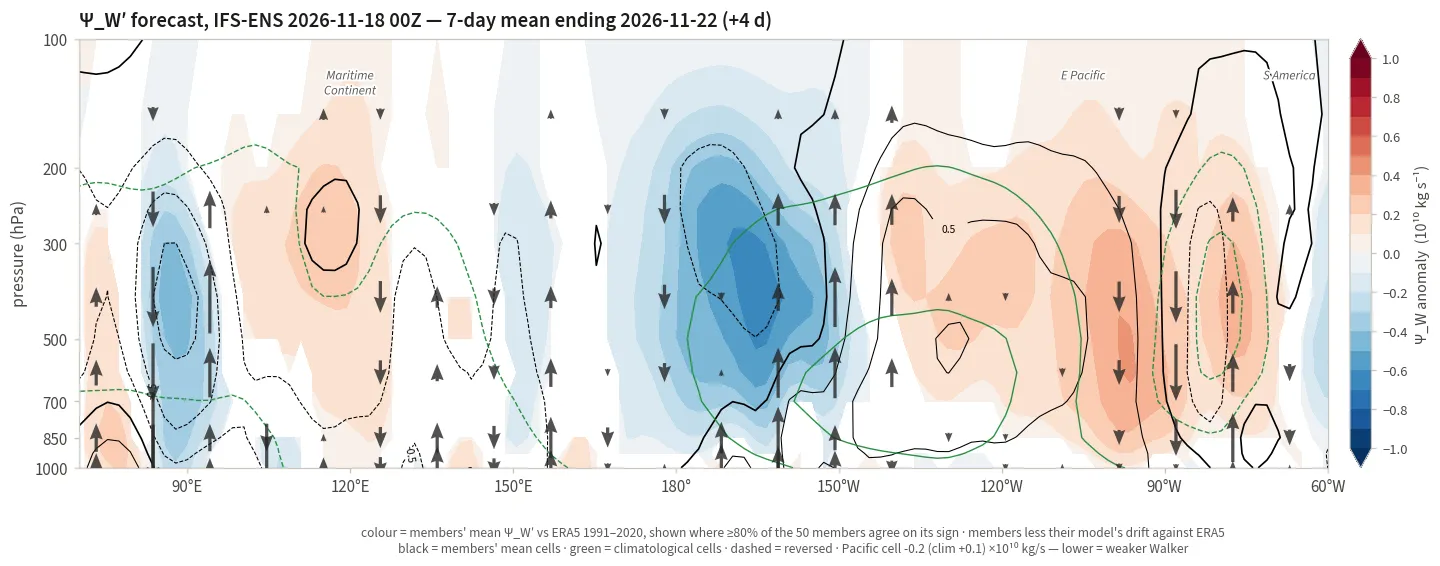 Ψ_W′ forecast, IFS-ENS 2026-11-18 00Z — 7-day mean ending 2026-11-22 (+4 d)
100
200
300
400
500
700
850
1000
pressure (hPa)
Maritime
Continent
E Pacific
S America
0.5
-0.5
90°E
120°E
150°E
180°
150°W
120°W
90°W
60°W
1.0
0.8
0.6
0.4
0.2
0.0
−0.2
−0.4
−0.6
−0.8
−1.0
Ψ_W anomaly (10¹⁰ kg s⁻¹)
colour = members' mean Ψ_W′ vs ERA5 1991–2020, shown where ≥80% of the 50 members agree on its sign · members less their model's drift against ERA5
black = members' mean cells · green = climatological cells · dashed = reversed · Pacific cell -0.2 (clim +0.1) ×10¹⁰ kg/s — lower = weaker Walker